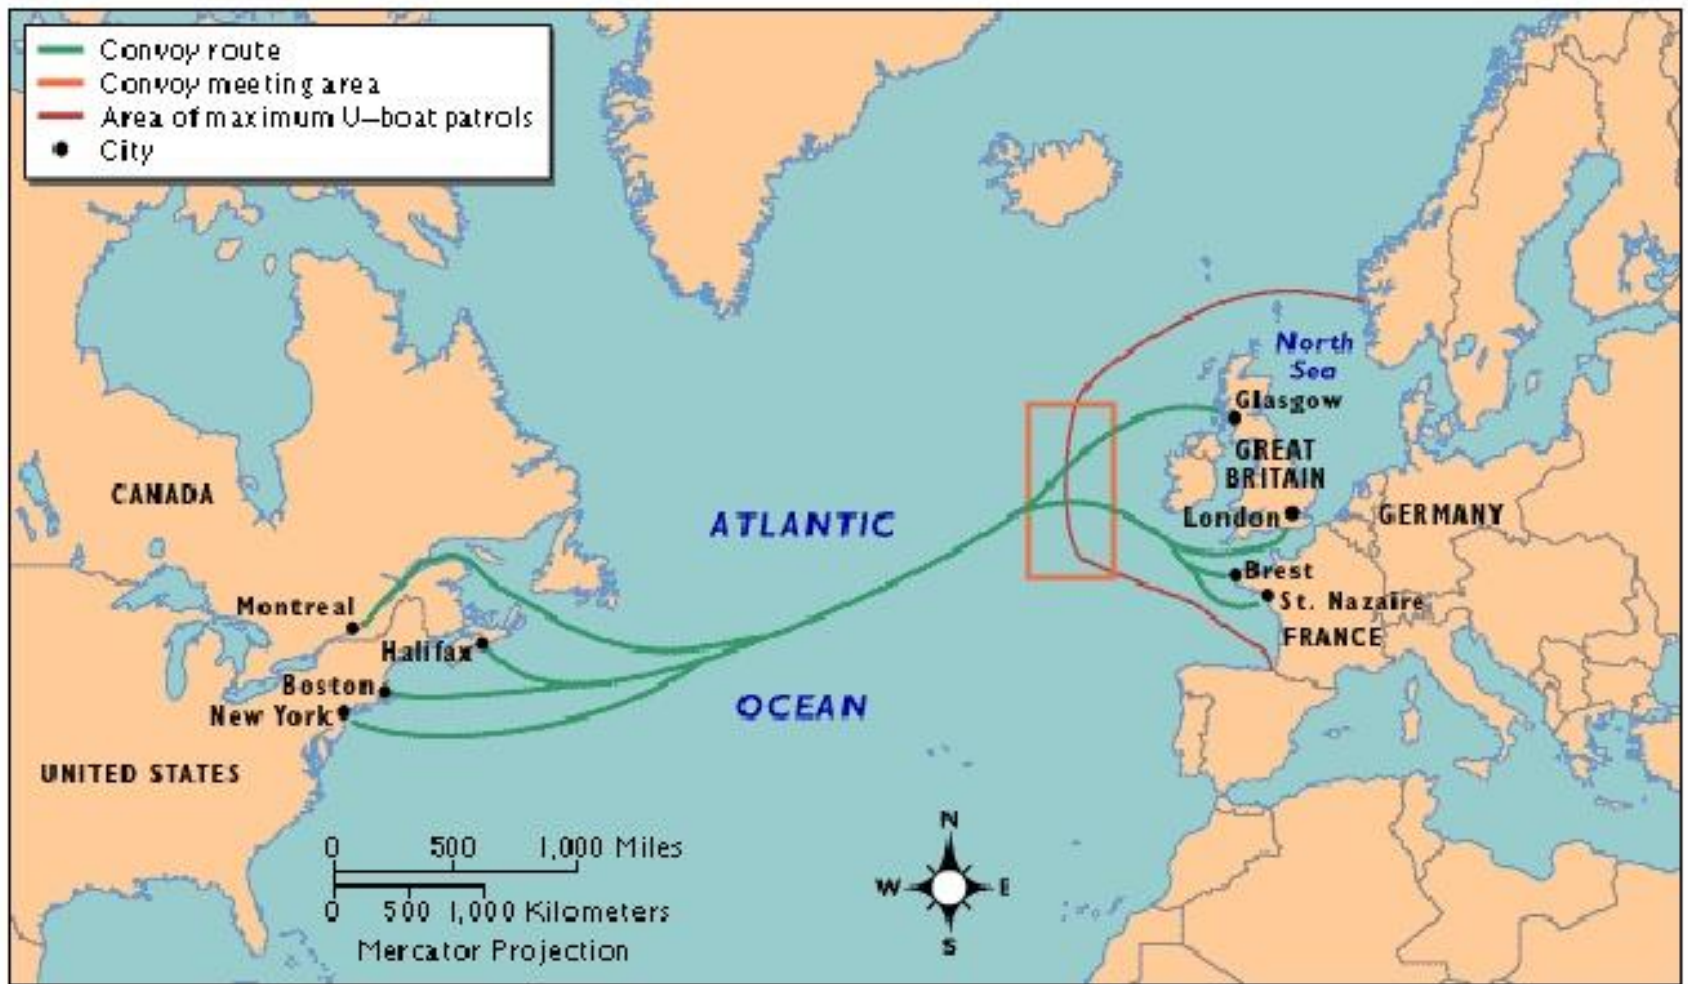 Convoy route
Convoy meeting area
Area of maximum U–boat patrols
City
North
Sea
Glasgow
GREAT
BRITAIN
CANADA
ATLANTIC
London
GERMANY
Brest
Montreal
St. Nazaire
Halifax
FRANCE
Boston
New York
OCEAN
UNITED STATES
N
W E
S
0 500 1,000 Miles
0 500 1,000 Kilometers
Mercator Projection